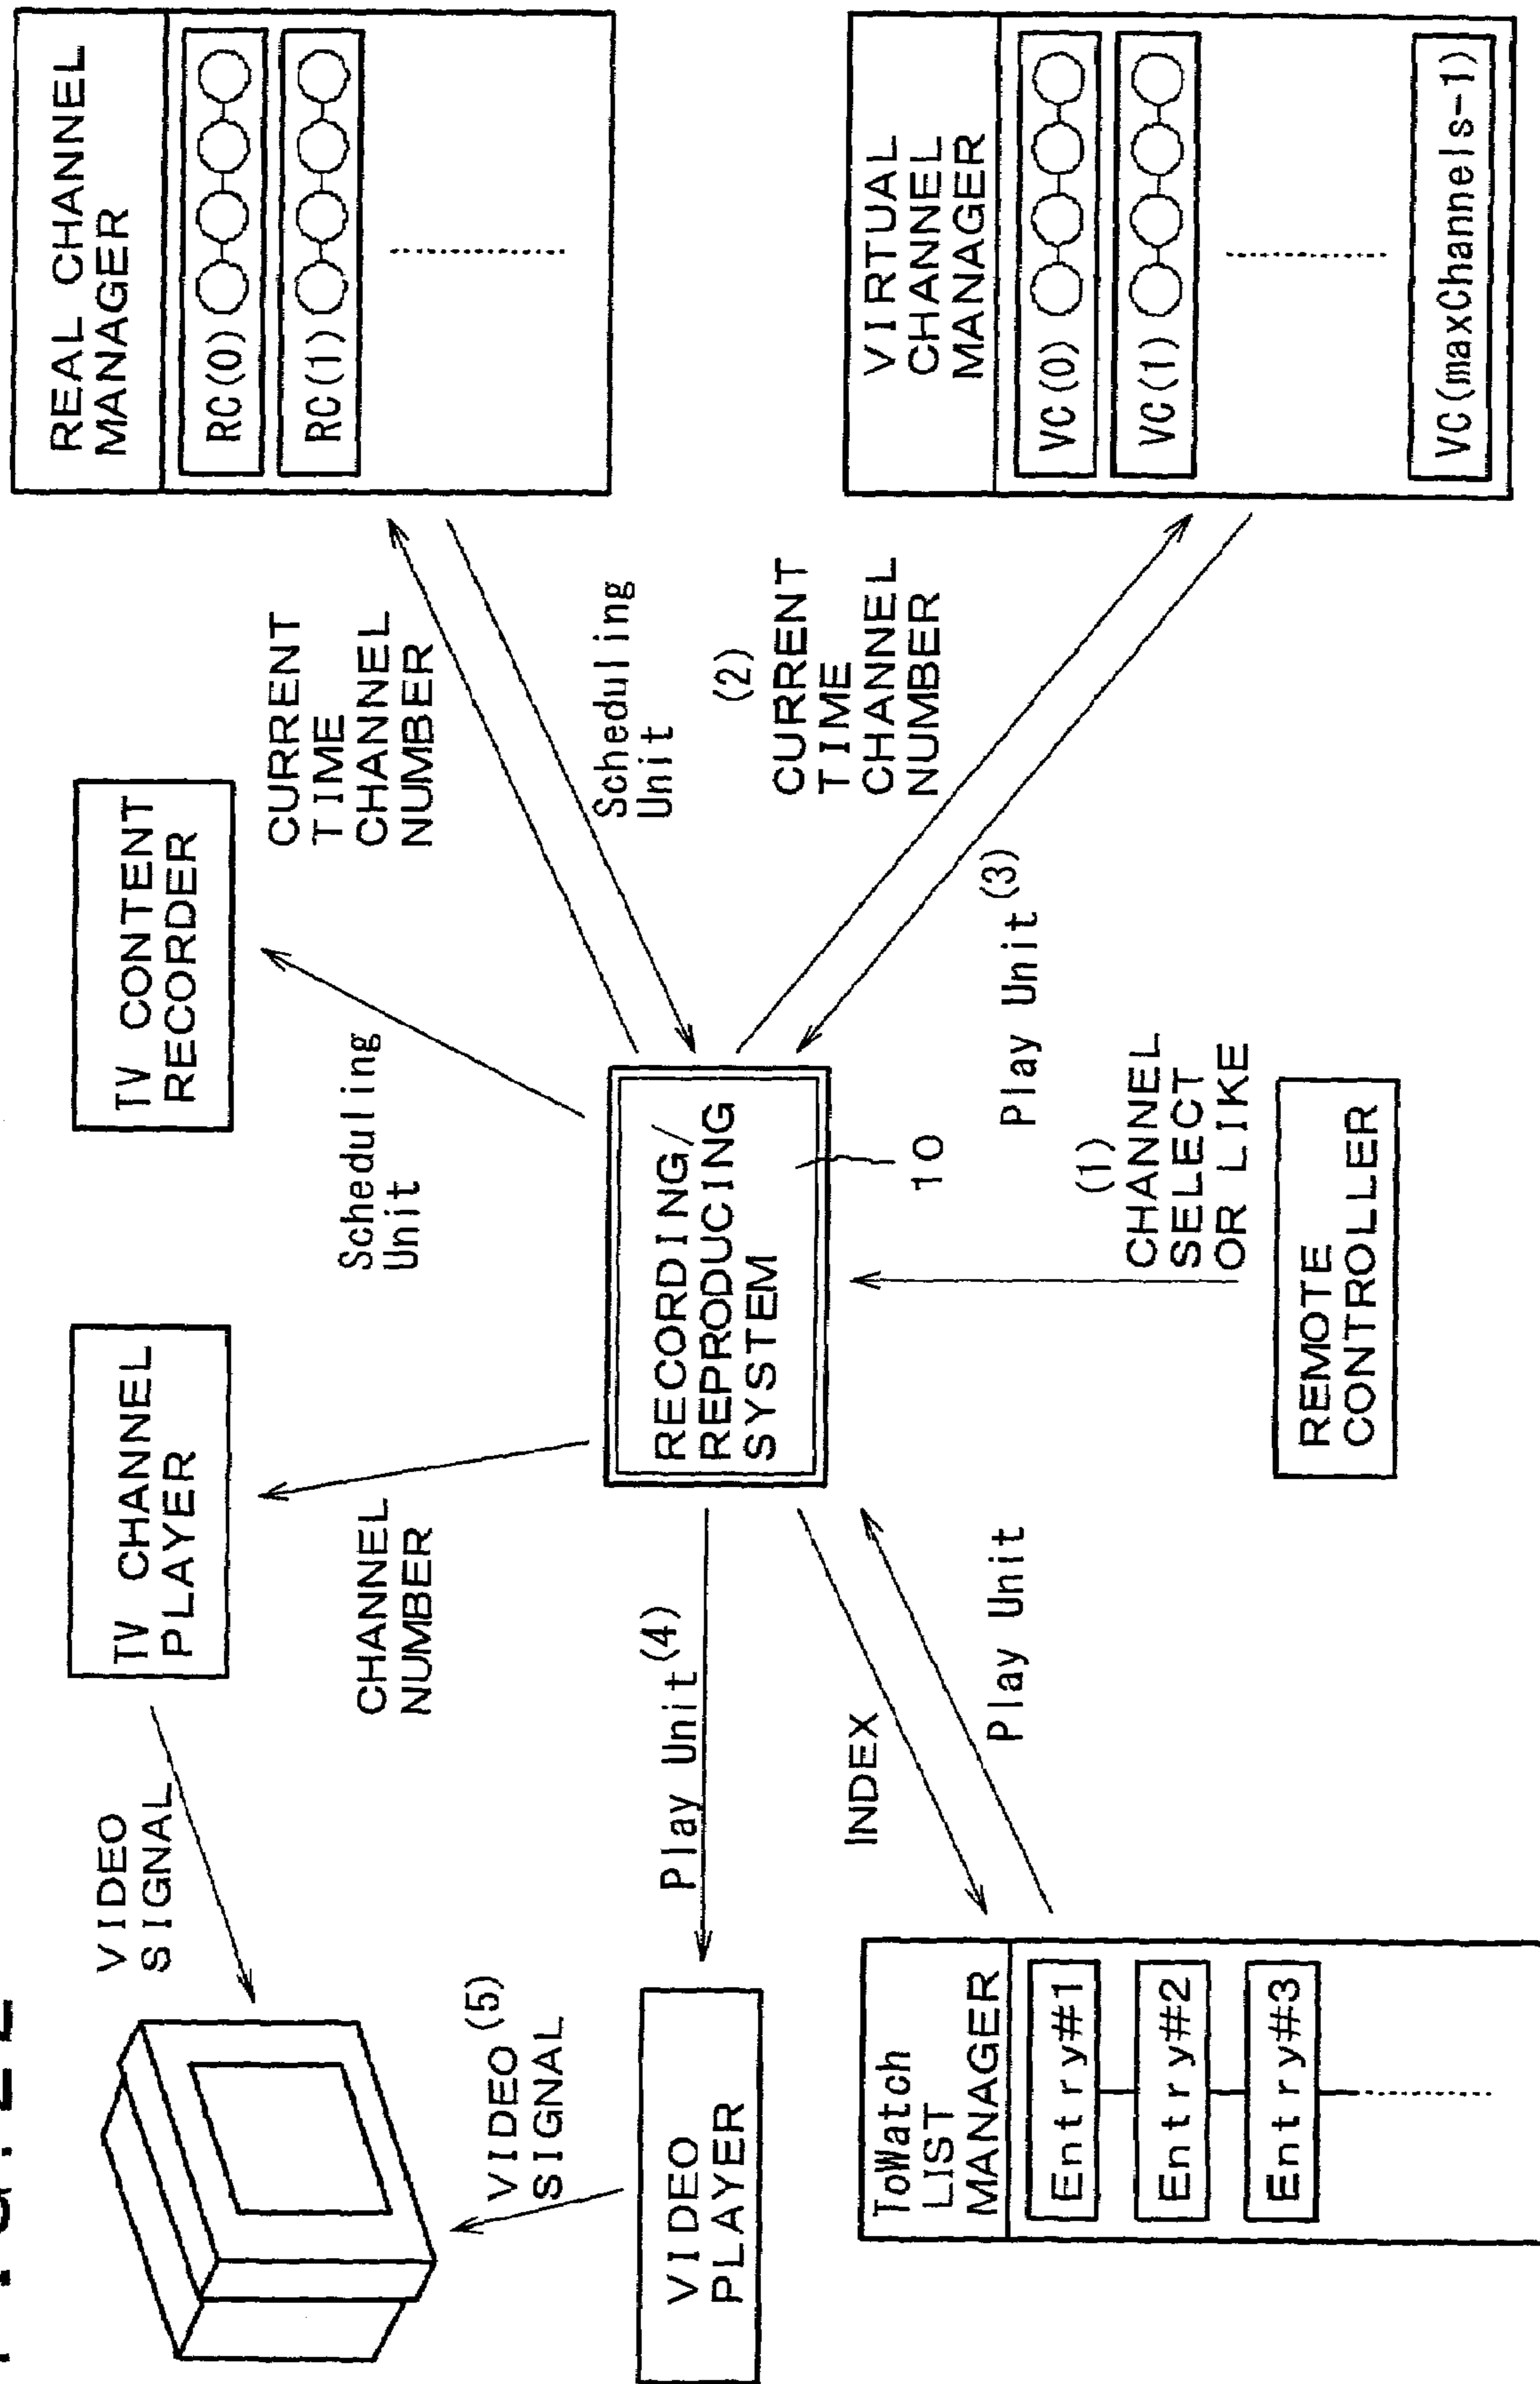 VIDEO
SIGNAL
TV CHANNEL
PLAYER
TV CONTENT
RECORDER
REAL CHANNEL
MANAGER
RC(0)
RC(1)
CHANNEL
NUMBER
Scheduling
Unit
CURRENT
TIME
CHANNEL
NUMBER
Scheduling
Unit
VIDEO (5)
SIGNAL
VIDEO
PLAYER
Play Unit (4)
RECORDING/
REPRODUCING
SYSTEM
10
(2)
CURRENT
TIME
CHANNEL
NUMBER
Play Unit (3)
VIRTUAL
CHANNEL
MANAGER
VC(0)
VC(1)
VC(maxChannels-1)
INDEX
Play Unit
ToWatch
LIST
MANAGER
Entry#1
Entry#2
Entry#3
(1)
CHANNEL
SELECT
OR LIKE
REMOTE
CONTROLLER